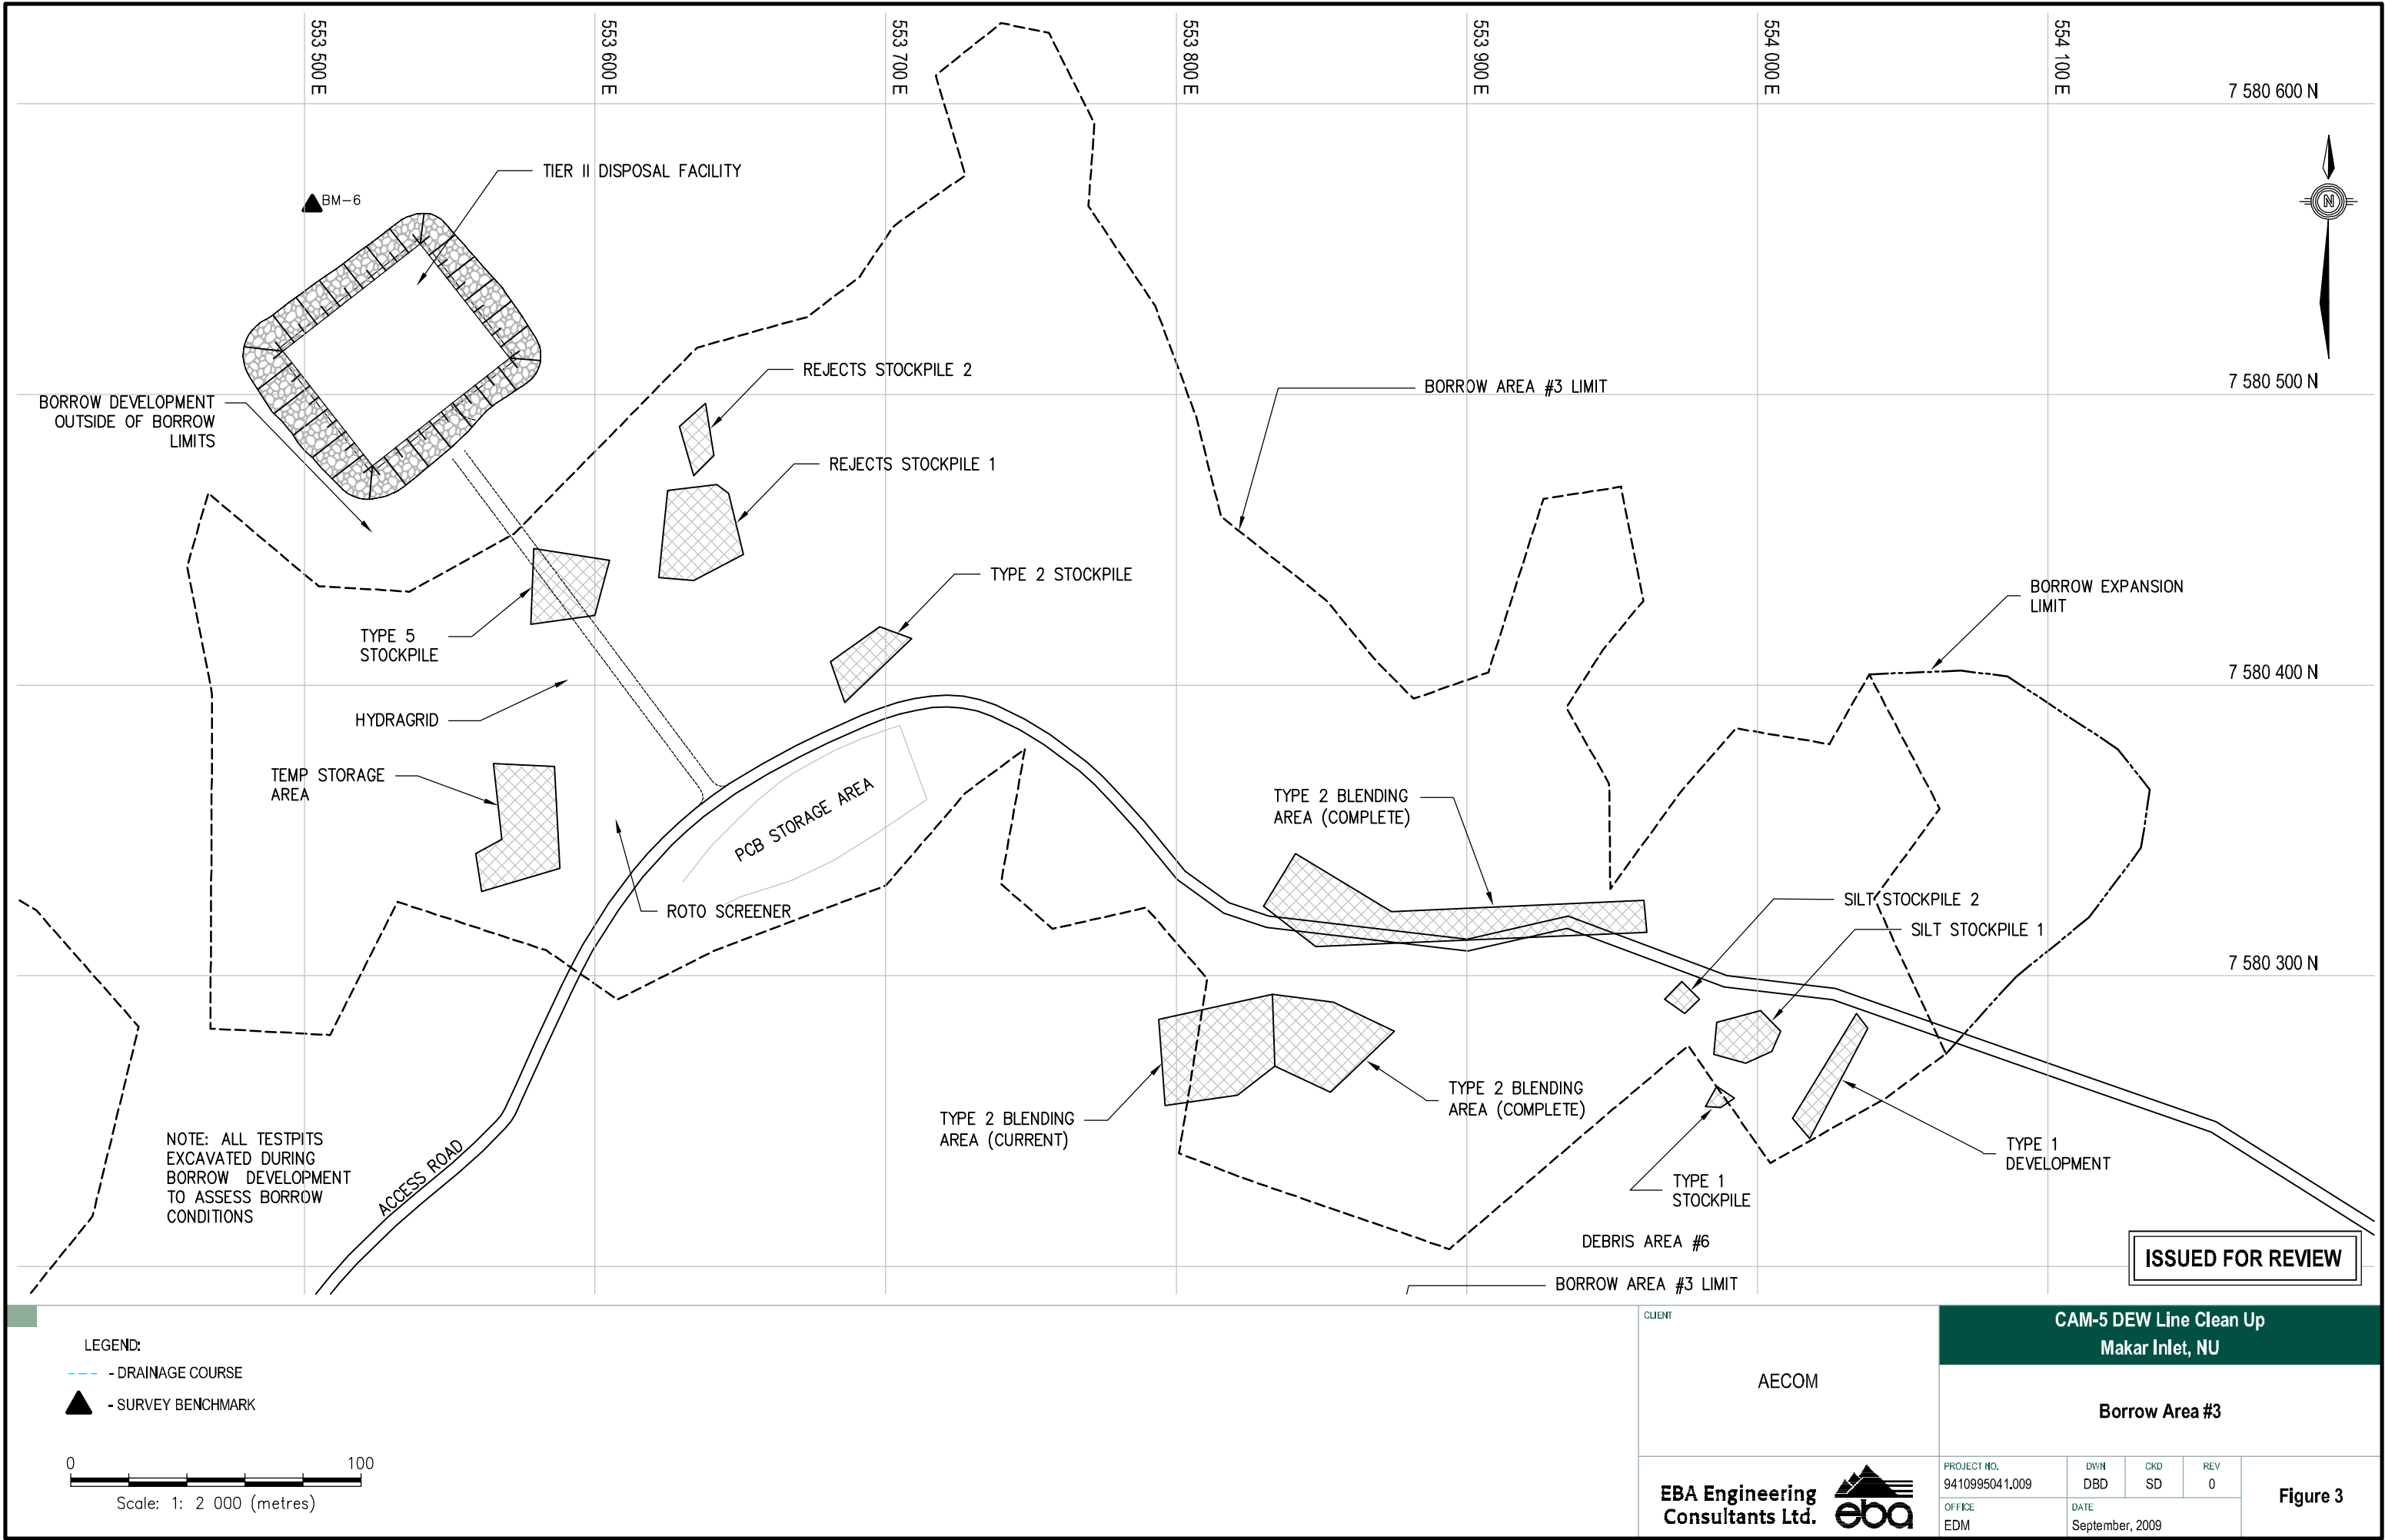 553 500 E
553 600 E
553 700 E
553 800 E
553 900 E
554 000 E
554 100 E
7 580 600 N
N
TIER II DISPOSAL FACILITY
BM-6
REJECTS STOCKPILE 2
BORROW AREA #3 LIMIT
7 580 500 N
BORROW DEVELOPMENT
OUTSIDE OF BORROW
LIMITS
REJECTS STOCKPILE 1
TYPE 2 STOCKPILE
BORROW EXPANSION
LIMIT
TYPE 5
STOCKPILE
7 580 400 N
HYDRAGRID
TEMP STORAGE
AREA
PCB STORAGE AREA
TYPE 2 BLENDING
AREA (COMPLETE)
ROTO SCREENER
SILT STOCKPILE 2
SILT STOCKPILE 1
7 580 300 N
TYPE 2 BLENDING
AREA (CURRENT)
TYPE 2 BLENDING
AREA (COMPLETE)
TYPE 1
DEVELOPMENT
TYPE 1
STOCKPILE
NOTE: ALL TESTPITS
EXCAVATED DURING
BORROW DEVELOPMENT
TO ASSESS BORROW
CONDITIONS
ACCESS ROAD
DEBRIS AREA #6
BORROW AREA #3 LIMIT
ISSUED FOR REVIEW
LEGEND:
- DRAINAGE COURSE
- SURVEY BENCHMARK
0 100
Scale: 1: 2 000 (metres)
CLIENT
AECOM
CAM-5 DEW Line Clean Up
Makar Inlet, NU
Borrow Area #3
EBA Engineering
Consultants Ltd.
eba
PROJECT NO.
9410995041.009
DWN
DBD
CKD
SD
REV
0
OFFICE
EDM
DATE
September, 2009
Figure 3